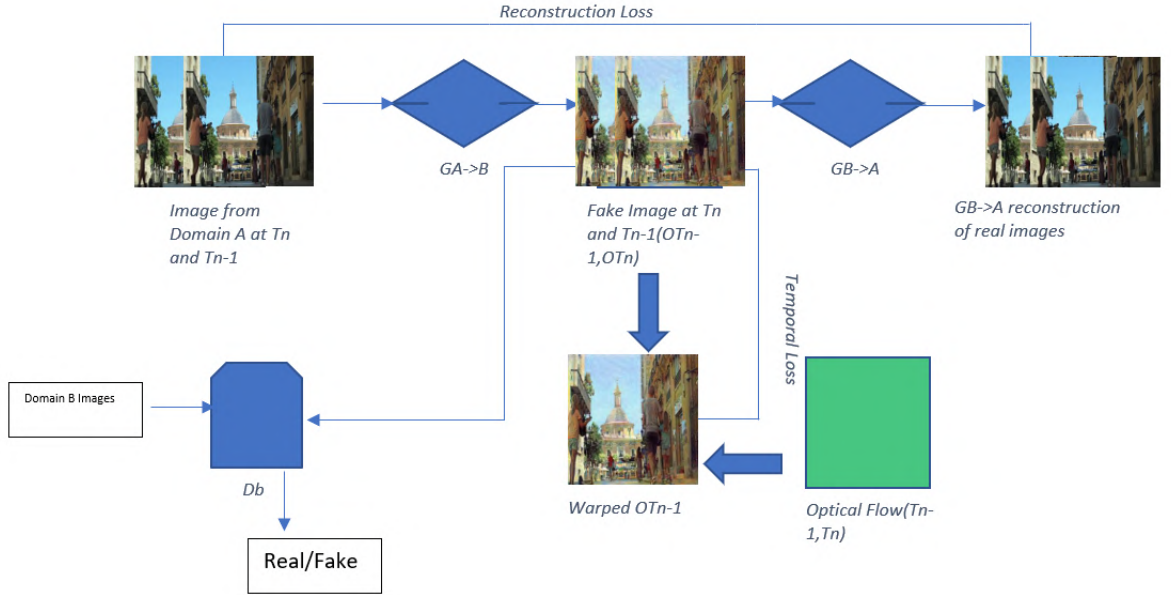 Reconstruction Loss
GA->B
GB->A
Image from
Domain A at Tn
and Tn-1
Fake Image at Tn
and Tn-1(OTn-
1,OTn)
GB->A reconstruction
of real images
Temporal Loss
Domain B Images
Db
Warped OTn-1
Optical Flow(Tn-
1,Tn)
Real/Fake